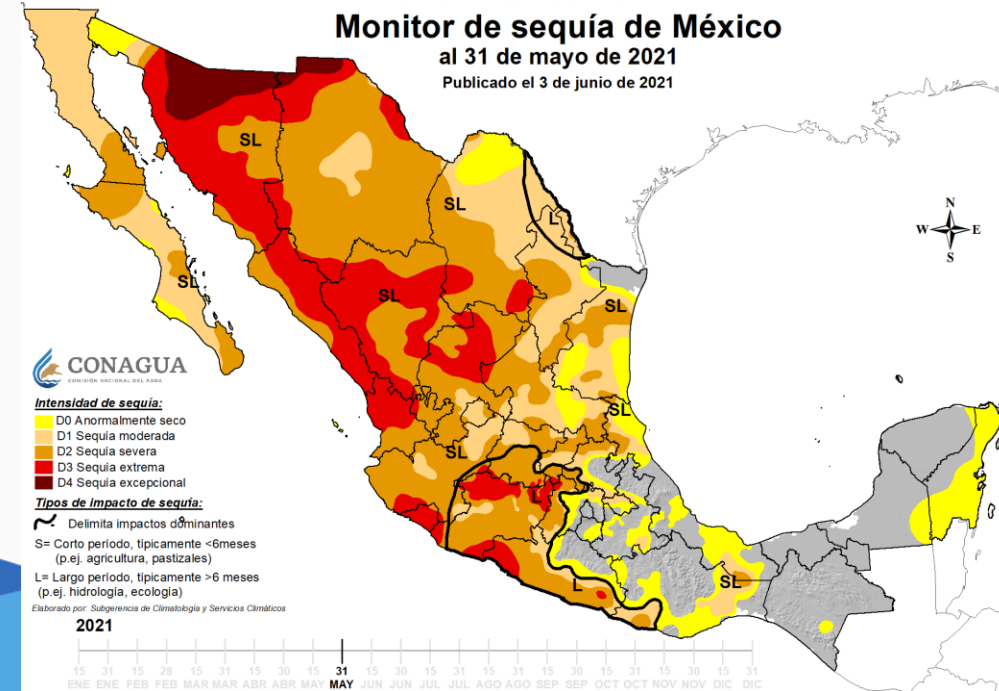 Monitor de sequía de México
al 31 de mayo de 2021
Publicado el 3 de junio de 2021
N
W E
S
SL
SL
L
SL
SL
SL
SL
SL
L
L
SL
CONAGUA
COMISIÓN NACIONAL DEL AGUA
Intensidad de sequía:
D0 Anormalmente seco
D1 Sequía moderada
D2 Sequía severa
D3 Sequía extrema
D4 Sequía excepcional
Tipos de impacto de sequía:
Delimita impactos dominantes
S= Corto período, típicamente <6meses
(p.ej. agricultura, pastizales)
L= Largo período, típicamente >6 meses
(p.ej. hidrología, ecología)
Elaborado por: Subgerencia de Climatología y Servicios Climáticos
2021
15 31 15 28 15 31 15 30 15 31 15 30 15 31 15 31 15 30 15 31 15 30 15 31
ENE ENE FEB FEB MAR MAR ABR ABR MAY MAY JUN JUN JUL JUL AGO AGO SEP SEP OCT OCT NOV NOV DIC DIC